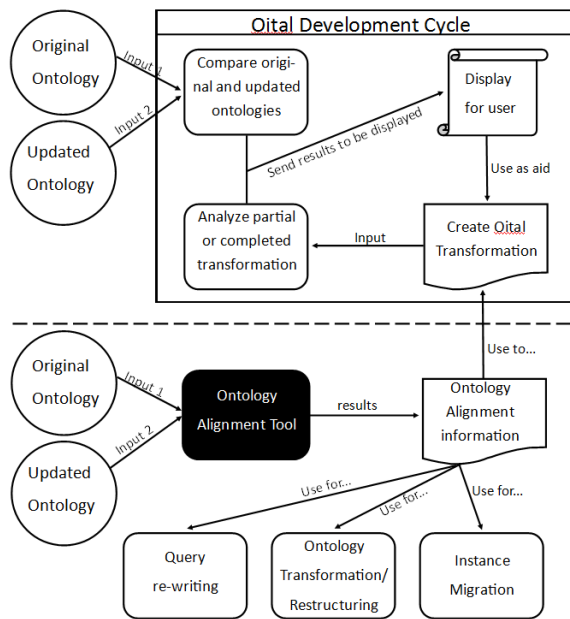 Oital Development Cycle
Original
Ontology
Input 1
Updated
Ontology
Input 2
Compare origi-
nal and updated
ontologies
Display
for user
Send results to be displayed
Use as aid
Analyze partial
or completed
transformation
Input
Create Oital
Transformation
Use to...
Original
Ontology
Input 1
Updated
Ontology
Input 2
Ontology
Alignment Tool
results
Ontology
Alignment
information
Use for...
Use for...
Use for...
Query
re-writing
Ontology
Transformation/
Restructuring
Instance
Migration